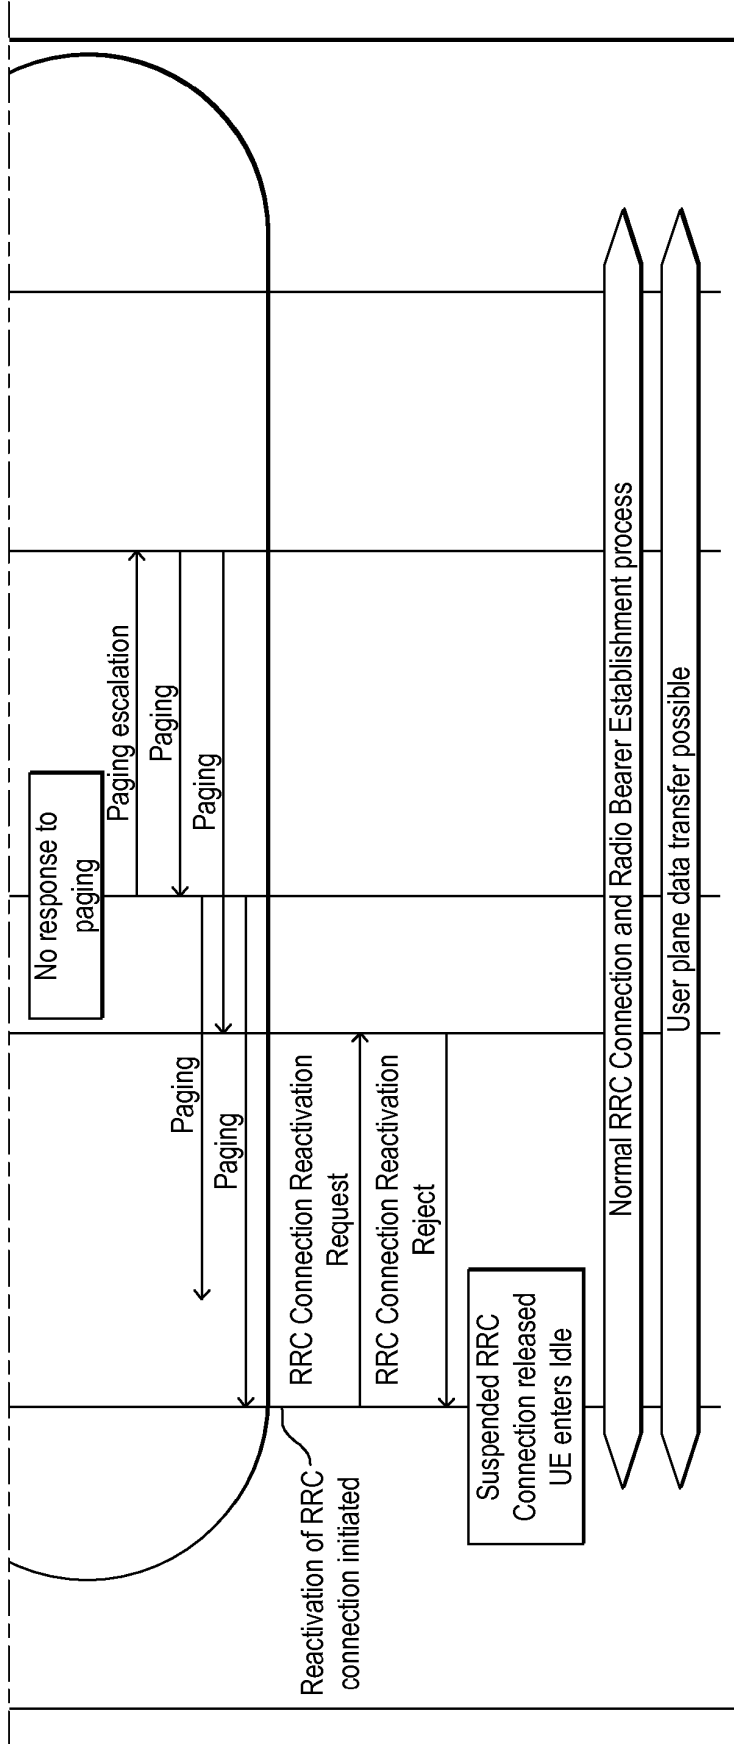 No response to
paging
Paging escalation
Paging
Paging
Paging
Paging
Reactivation of RRC
connection initiated
RRC Connection Reactivation
Request
RRC Connection Reactivation
Reject
Suspended RRC
Connection released
UE enters Idle
Normal RRC Connection and Radio Bearer Establishment process
User plane data transfer possible